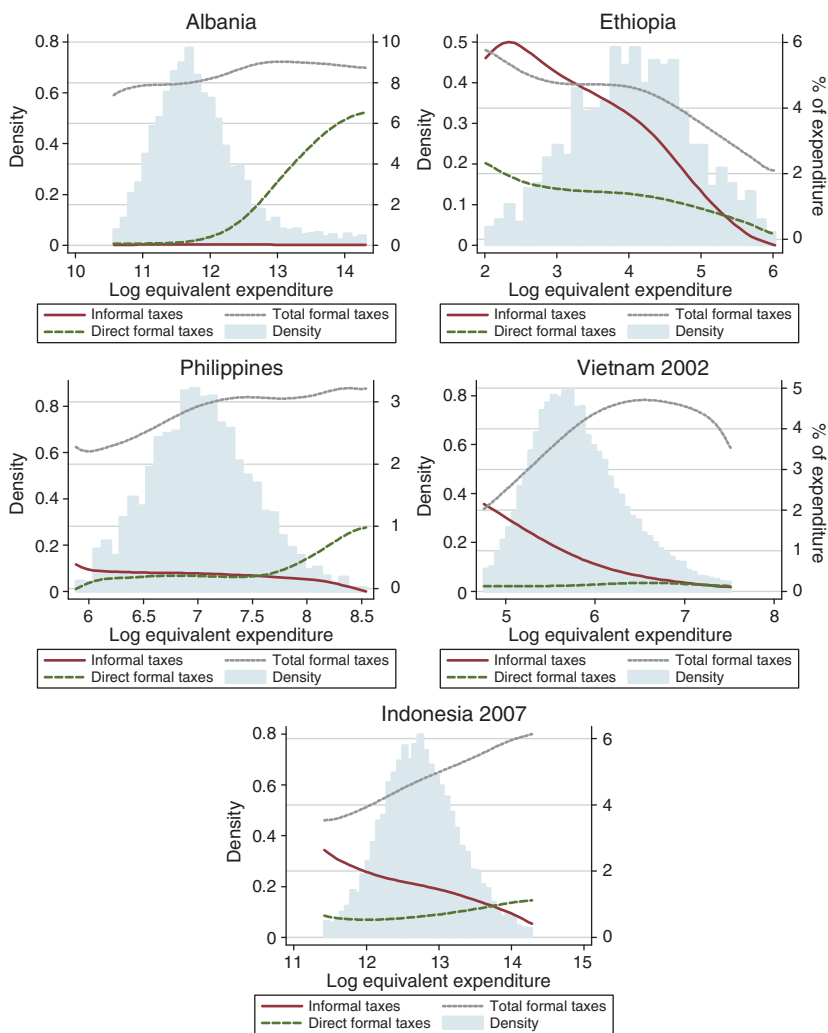 Albania
0.8
0.6
0.4
0.2
0
Density
10
8
6
4
2
0
10 11 12 13 14
Log equivalent expenditure
Informal taxes
Total formal taxes
Direct formal taxes
Density
Ethiopia
0.5
0.4
0.3
0.2
0.1
0
Density
6
4
2
0
% of expenditure
2 3 4 5 6
Log equivalent expenditure
Informal taxes
Total formal taxes
Direct formal taxes
Density
Philippines
0.8
0.6
0.4
0.2
0
Density
3
2
1
0
6 6.5 7 7.5 8 8.5
Log equivalent expenditure
Informal taxes
Total formal taxes
Direct formal taxes
Density
Vietnam 2002
0.8
0.6
0.4
0.2
0
Density
5
4
3
2
1
0
% of expenditure
5 6 7 8
Log equivalent expenditure
Informal taxes
Total formal taxes
Direct formal taxes
Density
Indonesia 2007
0.8
0.6
0.4
0.2
0
Density
6
4
2
0
11 12 13 14 15
Log equivalent expenditure
Informal taxes
Total formal taxes
Direct formal taxes
Density